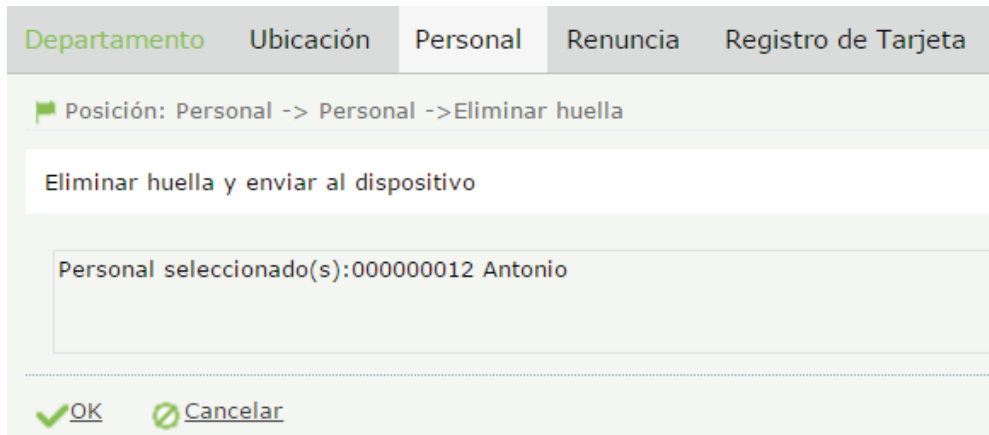 Departamento Ubicación Personal Renuncia Registro de Tarjeta
Posición: Personal -> Personal ->Eliminar huella
Eliminar huella y enviar al dispositivo
Personal seleccionado(s):000000012 Antonio
OK Cancelar